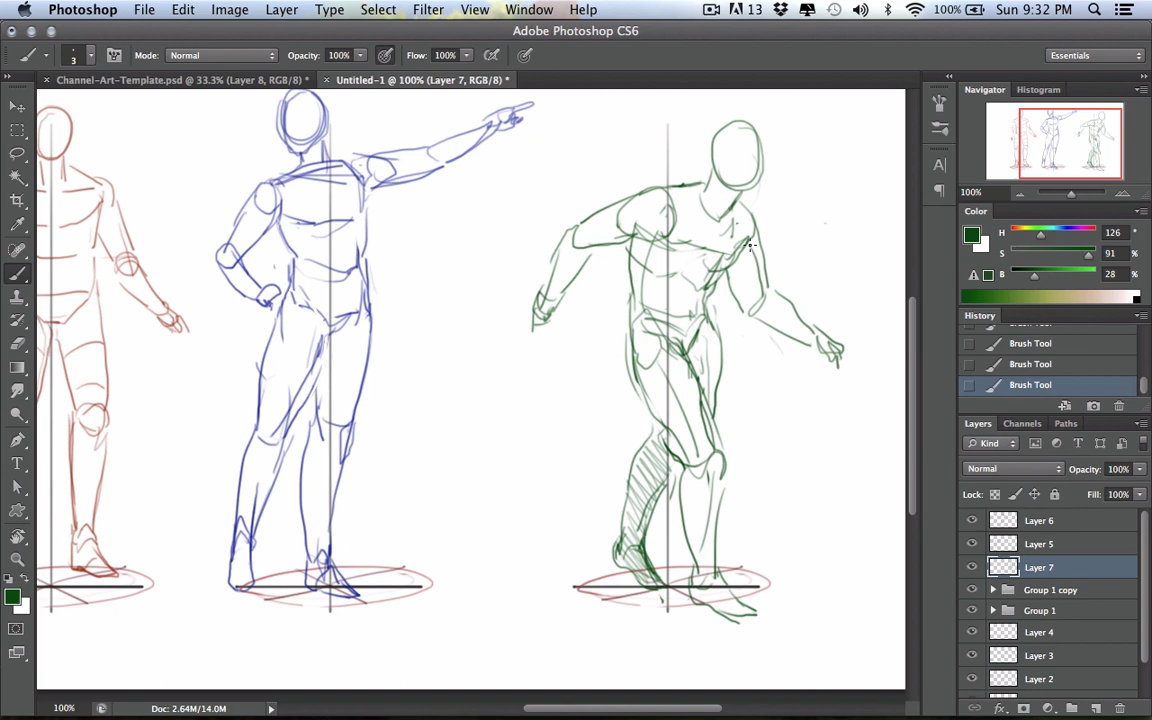 Photoshop File Edit Image Layer Type Select Filter View Window Help 13 100% Sun 9:32 PM
Adobe Photoshop CS6
3 Mode: Normal Opacity: 100% Flow: 100% Essentials
Channel-Art-Template.psd @ 33.3% (Layer 8, RGB/8) * Untitled-1 @ 100% (Layer 7, RGB/8) *
Navigator Histogram
100%
Color
H 126 °
S 91 %
B 28 %
History
Brush Tool
Brush Tool
Brush Tool
Brush Tool
Layers Channels Paths
Kind
Normal Opacity: 100%
Lock: Fill: 100%
Layer 6
Layer 5
Layer 7
Group 1 copy
Group 1
Layer 4
Layer 3
Layer 2
100% Doc: 2.64M/14.0M